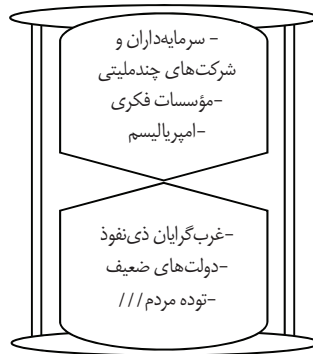 - سرمایه‌داران و
شرکت‌های چندملیتی
-مؤسسات فکری
-امپریالیسم
-غرب‌گرایان ذی‌نفوذ
-دولت‌های ضعیف
-توده مردم///